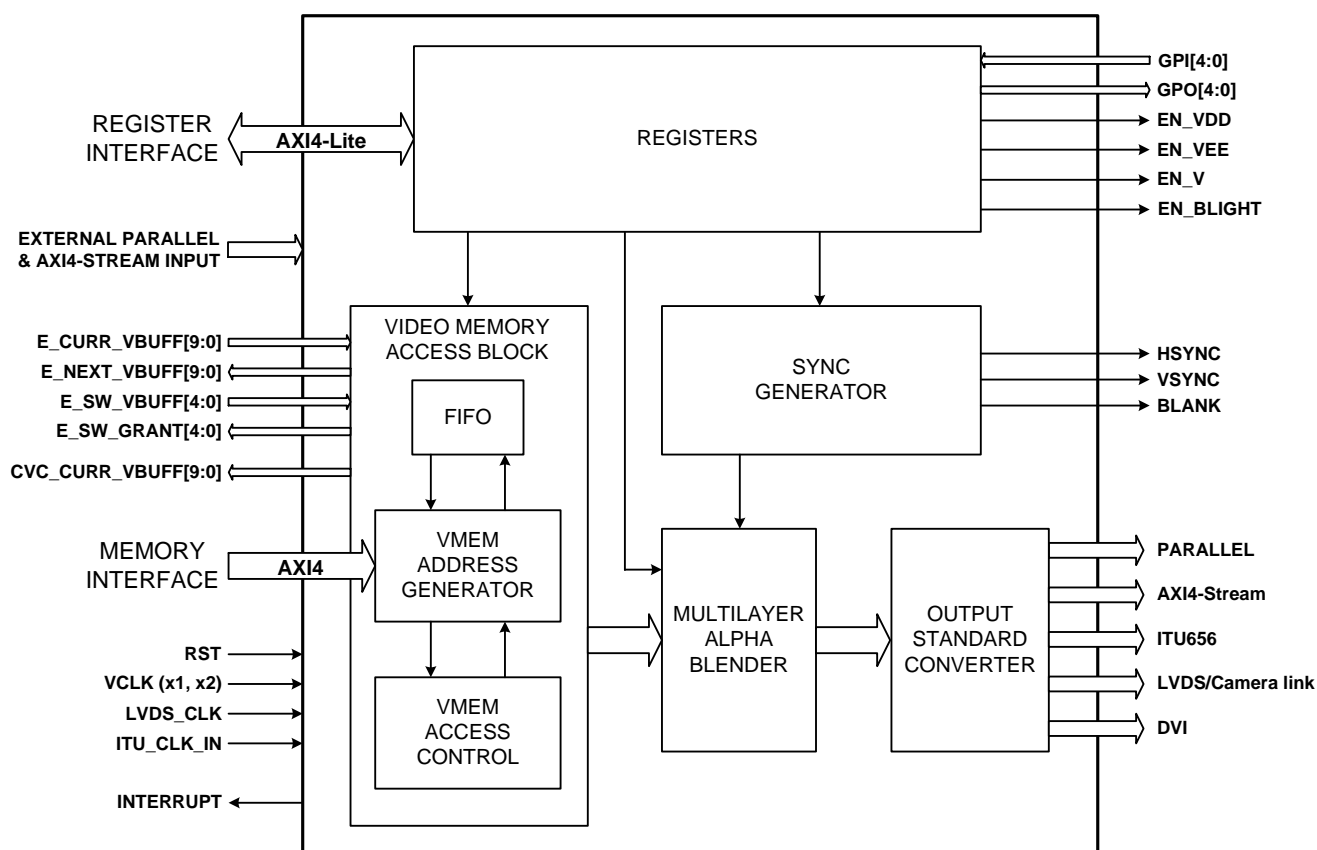 GPI[4:0]
GPO[4:0]
EN_VDD
EN_VEE
EN_V
EN_BLIGHT
REGISTER
INTERFACE
AXI4-Lite
REGISTERS
EXTERNAL PARALLEL
& AXI4-STREAM INPUT
E_CURR_VBUFF[9:0]
E_NEXT_VBUFF[9:0]
E_SW_VBUFF[4:0]
E_SW_GRANT[4:0]
CVC_CURR_VBUFF[9:0]
VIDEO MEMORY
ACCESS BLOCK
FIFO
SYNC
GENERATOR
HSYNC
VSYNC
BLANK
MEMORY
INTERFACE
AXI4
VMEM
ADDRESS
GENERATOR
VMEM
ACCESS
CONTROL
MULTILAYER
ALPHA
BLENDER
OUTPUT
STANDARD
CONVERTER
PARALLEL
AXI4-Stream
ITU656
LVDS/Camera link
DVI
RST
VCLK (x1, x2)
LVDS_CLK
ITU_CLK_IN
INTERRUPT